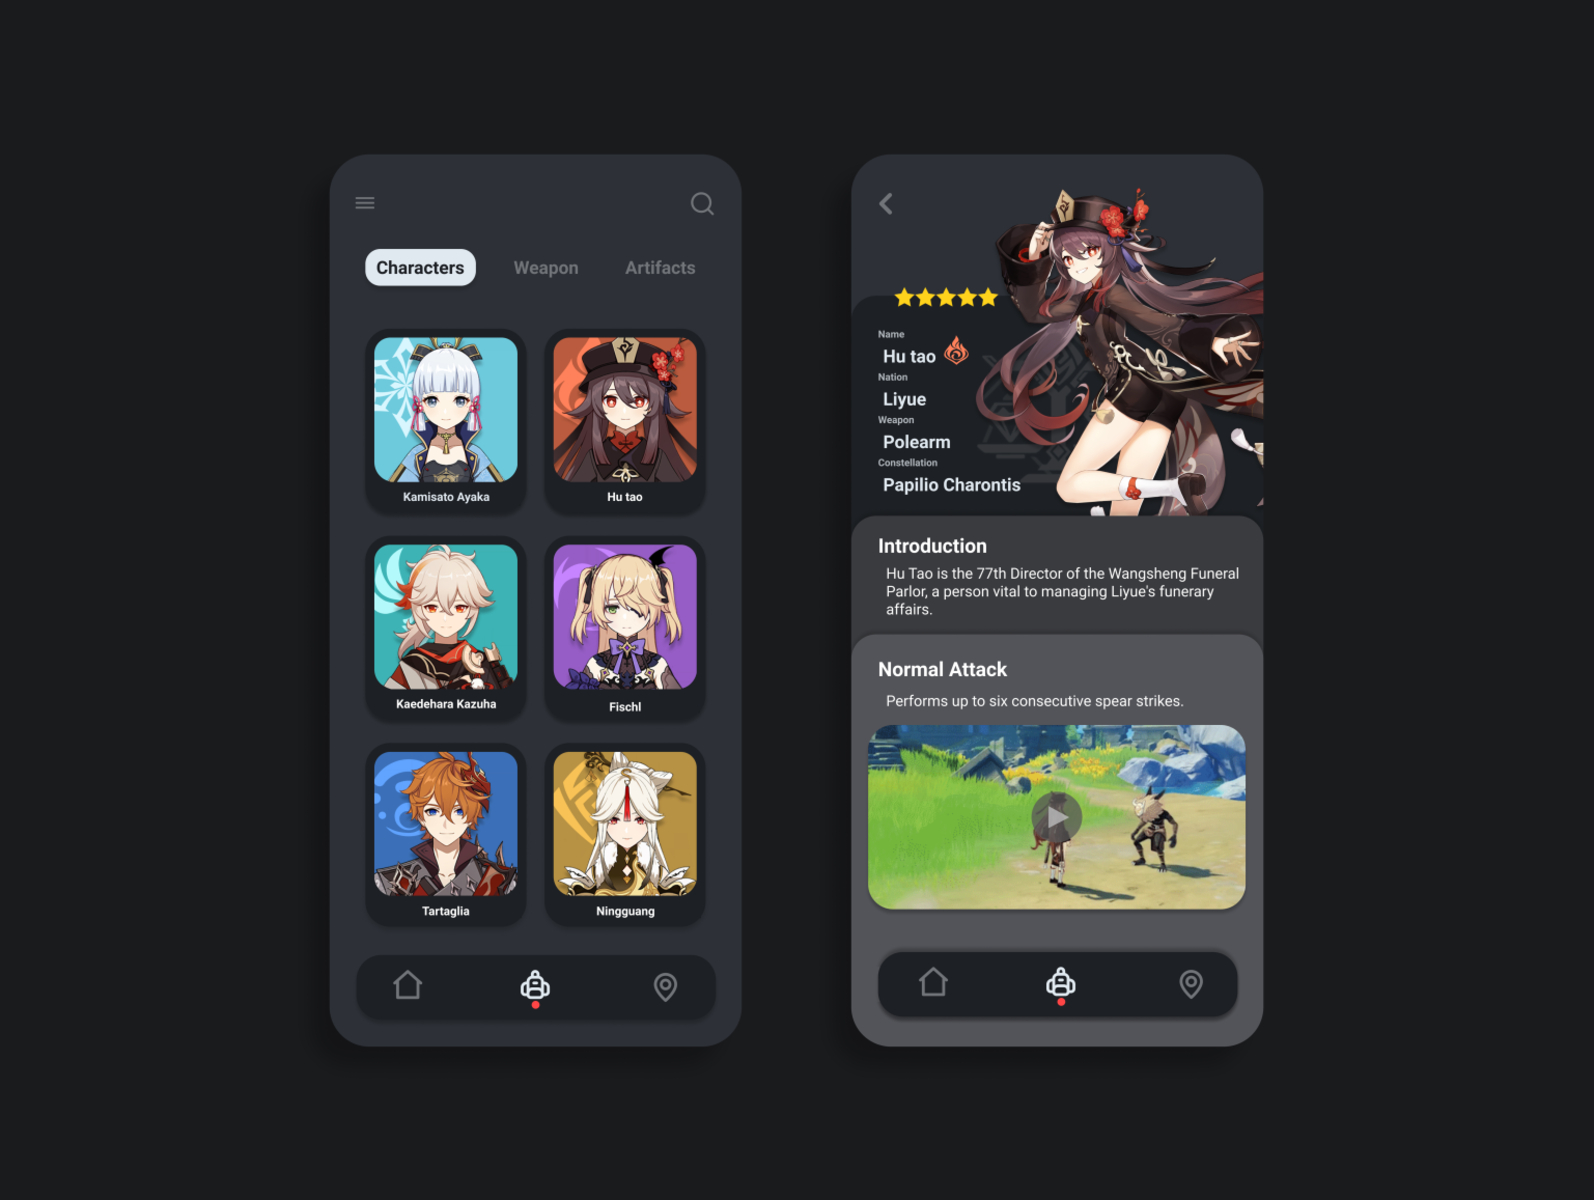 Characters
Weapon
Artifacts
Kamisato Ayaka
Hu tao
Kaedehara Kazuha
Fischl
Tartaglia
Ningguang
Name
Hu tao
Nation
Liyue
Weapon
Polearm
Constellation
Papilio Charontis
Introduction
Hu Tao is the 77th Director of the Wangsheng Funeral
Parlor, a person vital to managing Liyue's funerary
affairs.
Normal Attack
Performs up to six consecutive spear strikes.